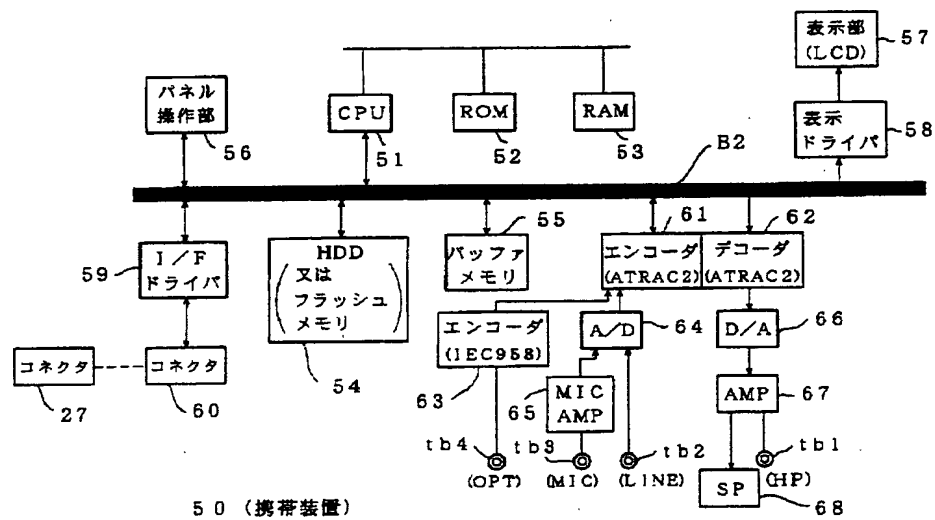 表示部
(LCD)
57
パネル
操作部
56
CPU
51
ROM
52
RAM
53
表示
ドライバ
58
B2
I/F
ドライバ
59
HDD
(又は
フラッシュ
メモリ)
54
バッファ
メモリ
55
エンコーダ
(ATRAC2)
61
デコーダ
(ATRAC2)
62
エンコーダ
(IEC958)
63
A/D
64
D/A
66
コネクタ
27
コネクタ
60
MIC
AMP
65
AMP
67
tb4
(OPT)
tb3
(MIC)
tb2
(LINE)
SP
68
tb1
(HP)
50 (携帯装置)